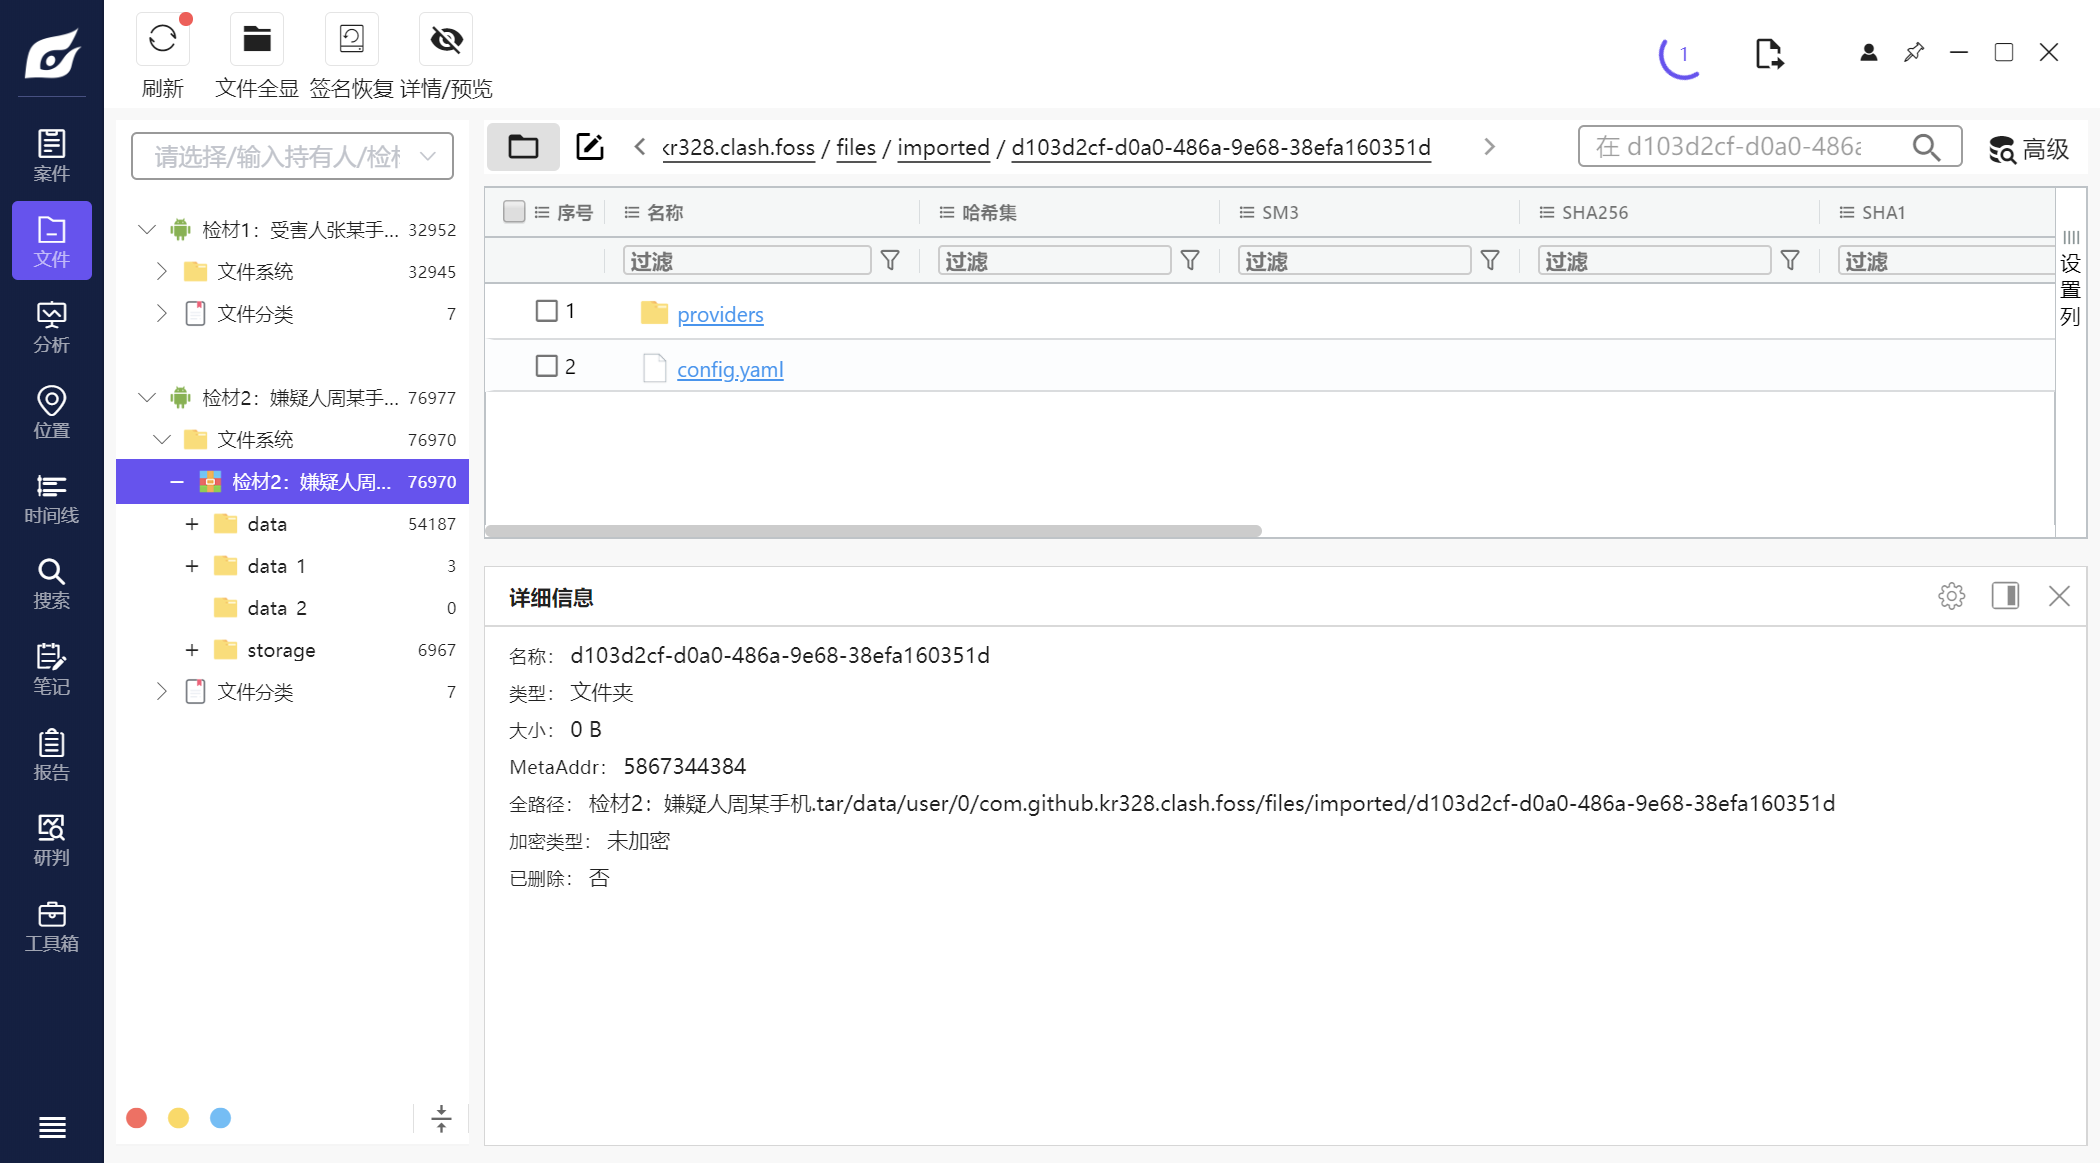 刷新
文件全显
签名恢复
详情/预览
1
案件
文件
分析
位置
时间线
搜索
笔记
报告
研判
工具箱
请选择/输入持有人/检材
检材1：受害人张某手... 32952
文件系统 32945
文件分类 7
检材2：嫌疑人周某手... 76977
文件系统 76970
检材2：嫌疑人周... 76970
data 54187
data 1 3
data 2 0
storage 6967
文件分类 7
kr328.clash.foss / files / imported / d103d2cf-d0a0-486a-9e68-38efa160351d
在 d103d2cf-d0a0-486a
高级
序号 名称 哈希集 SM3 SHA256 SHA1
过滤 过滤 过滤 过滤 过滤
1 providers
2 config.yaml
设置列
详细信息
名称： d103d2cf-d0a0-486a-9e68-38efa160351d
类型： 文件夹
大小： 0 B
MetaAddr： 5867344384
全路径： 检材2：嫌疑人周某手机.tar/data/user/0/com.github.kr328.clash.foss/files/imported/d103d2cf-d0a0-486a-9e68-38efa160351d
加密类型： 未加密
已删除： 否